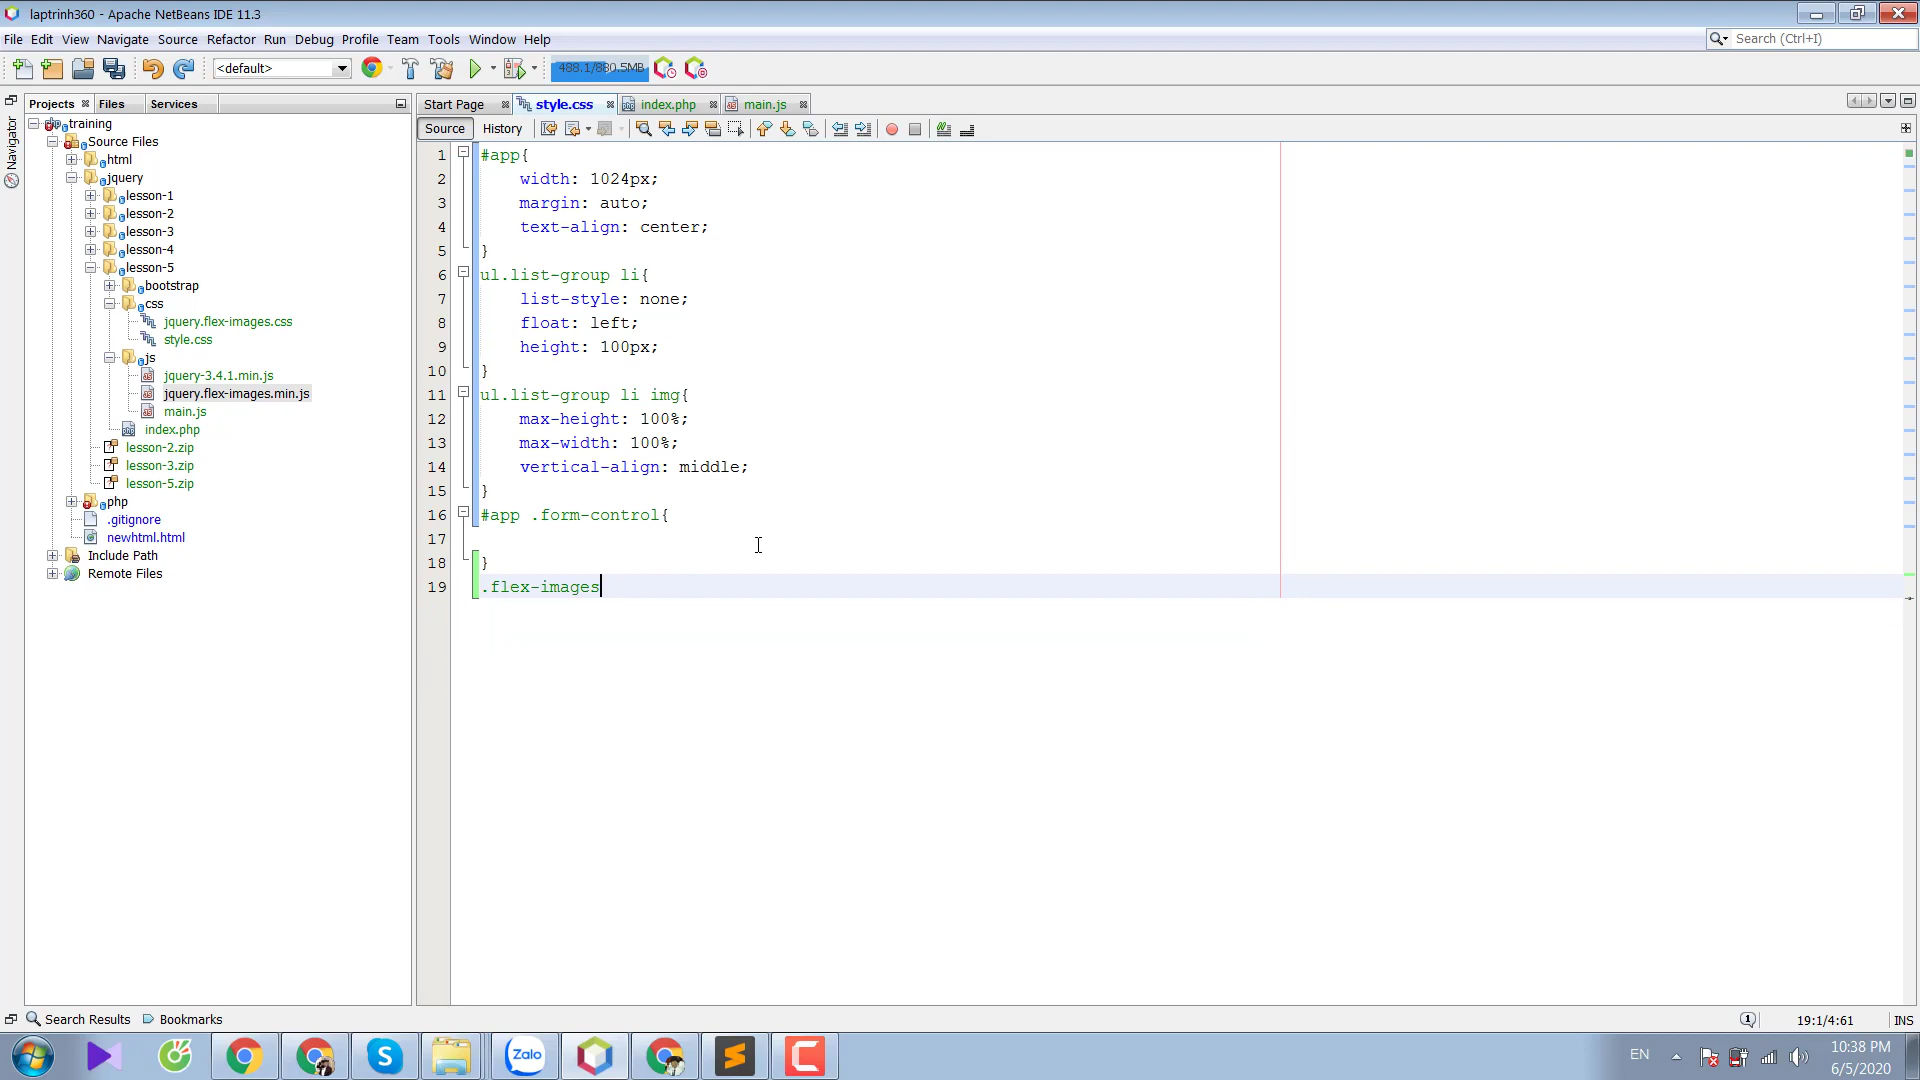 laptrinh360 - Apache NetBeans IDE 11.3
File Edit View Navigate Source Refactor Run Debug Profile Team Tools Window Help
Search (Ctrl+I)
<default>
488.1/880.5MB
Projects Files Services
Start Page style.css index.php main.js
Source History
Navigator
training
Source Files
html
jquery
lesson-1
lesson-2
lesson-3
lesson-4
lesson-5
bootstrap
css
jquery.flex-images.css
style.css
js
jquery-3.4.1.min.js
jquery.flex-images.min.js
main.js
index.php
lesson-2.zip
lesson-3.zip
lesson-5.zip
php
.gitignore
newhtml.html
Include Path
Remote Files
1 #app{
2 width: 1024px;
3 margin: auto;
4 text-align: center;
5 }
6 ul.list-group li{
7 list-style: none;
8 float: left;
9 height: 100px;
10 }
11 ul.list-group li img{
12 max-height: 100%;
13 max-width: 100%;
14 vertical-align: middle;
15 }
16 #app .form-control{
17
18 }
19 .flex-images
Search Results Bookmarks
19:1/4:61 INS
Zalo
EN
10:38 PM
6/5/2020